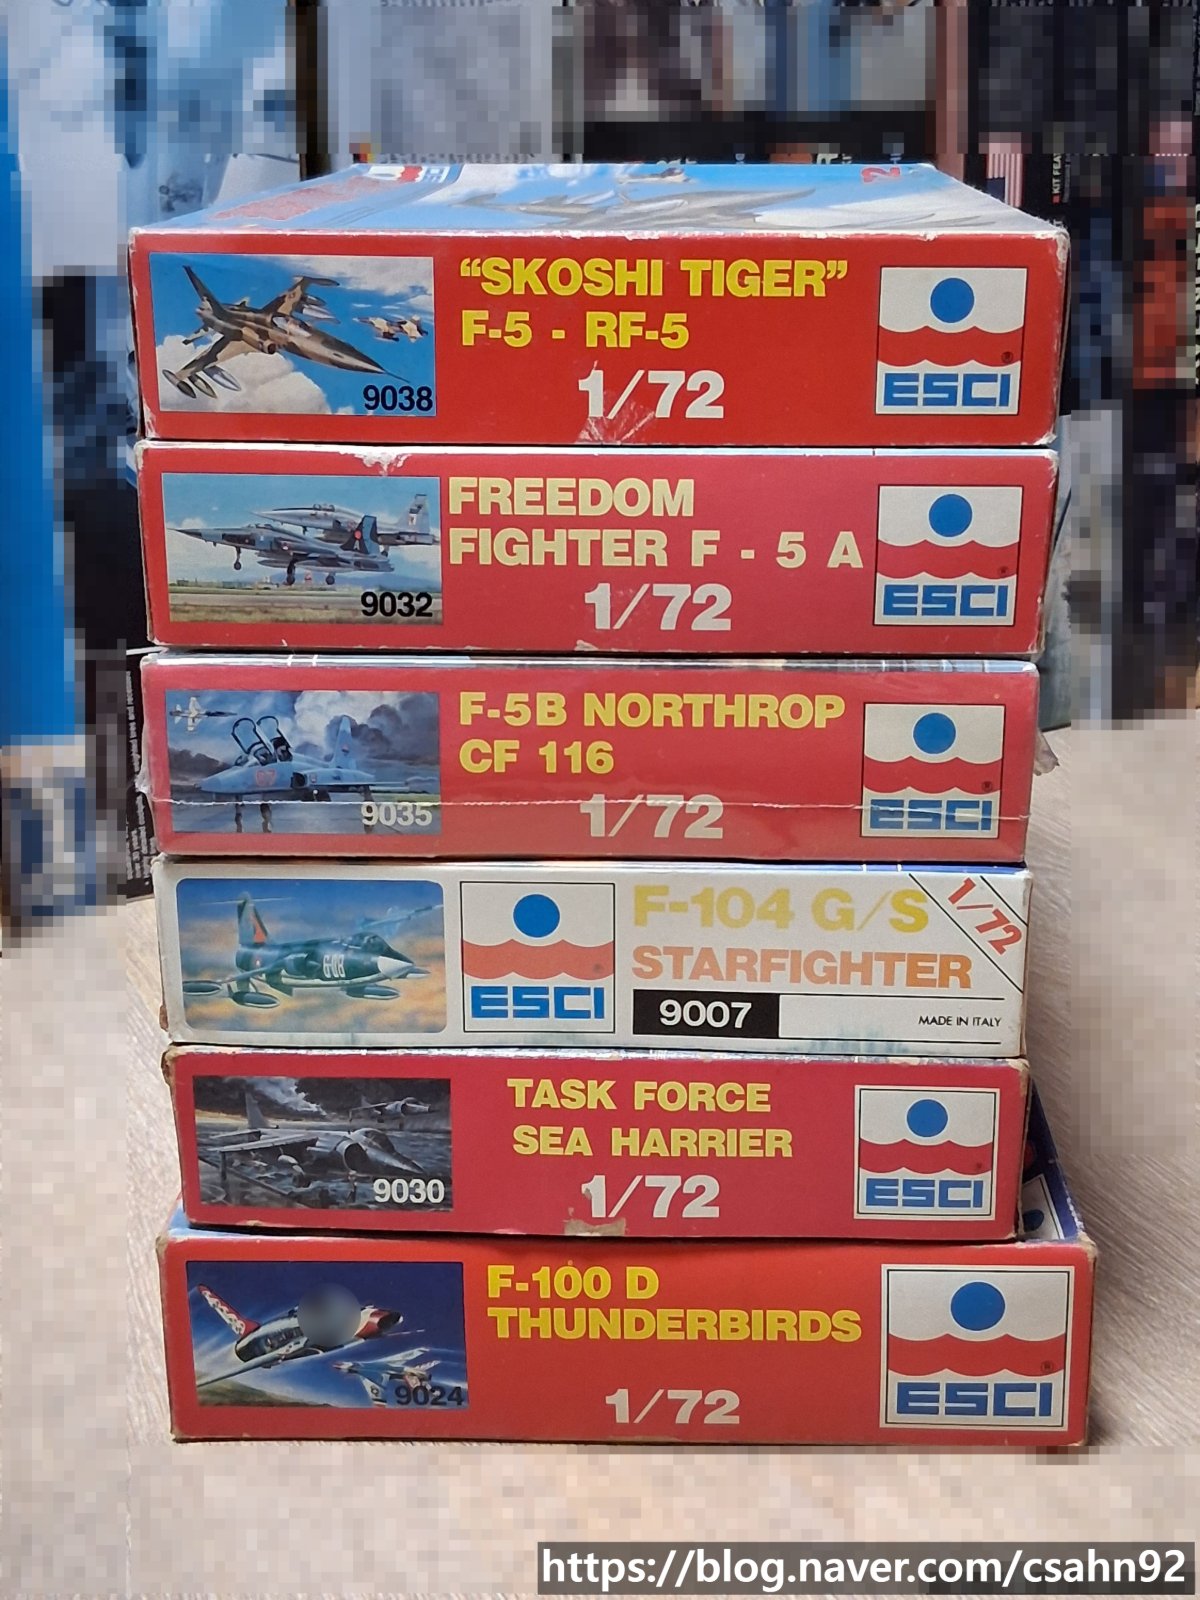 "SKOSHI TIGER"
F-5 - RF-5
1/72
9038
ESCI
FREEDOM
FIGHTER F - 5 A
1/72
9032
ESCI
F-5B NORTHROP
CF 116
1/72
9035
ESCI
F-104 G/S
STARFIGHTER
1/72
9007
MADE IN ITALY
ESCI
TASK FORCE
SEA HARRIER
1/72
9030
ESCI
F-100 D
THUNDERBIRDS
1/72
9024
ESCI
https://blog.naver.com/csahn92